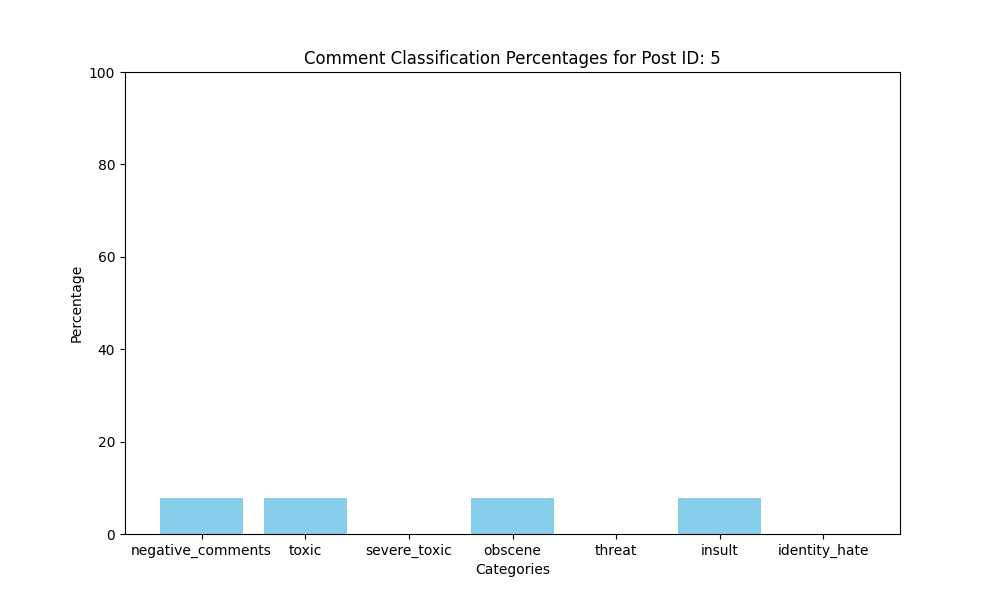 Comment Classification Percentages for Post ID: 5
100
80
60
40
20
0
Percentage
negative_comments toxic severe_toxic obscene threat insult identity_hate
Categories